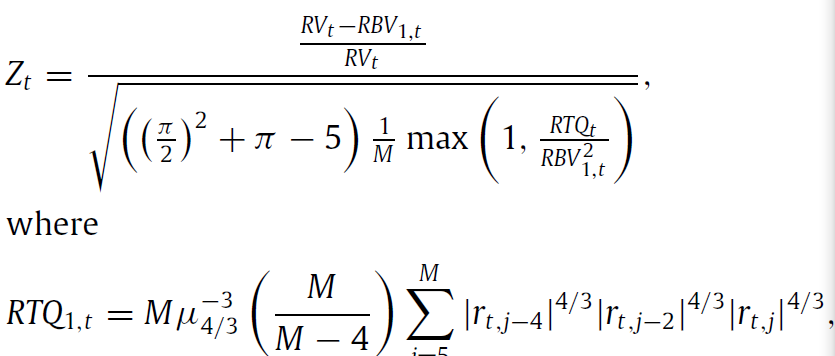 Z_t = \frac{\frac{RV_t - RBV_{1,t}}{RV_t}}{\sqrt{\left(\left(\frac{\pi}{2}\right)^2 + \pi - 5\right) \frac{1}{M} \max\left(1, \frac{RTQ_t}{RBV_{1,t}^2}\right)}},
where
RTQ_{1,t} = M\mu_{4/3}^{-3} \left(\frac{M}{M-4}\right) \sum_{j=5}^{M} |r_{t,j-4}|^{4/3} |r_{t,j-2}|^{4/3} |r_{t,j}|^{4/3},